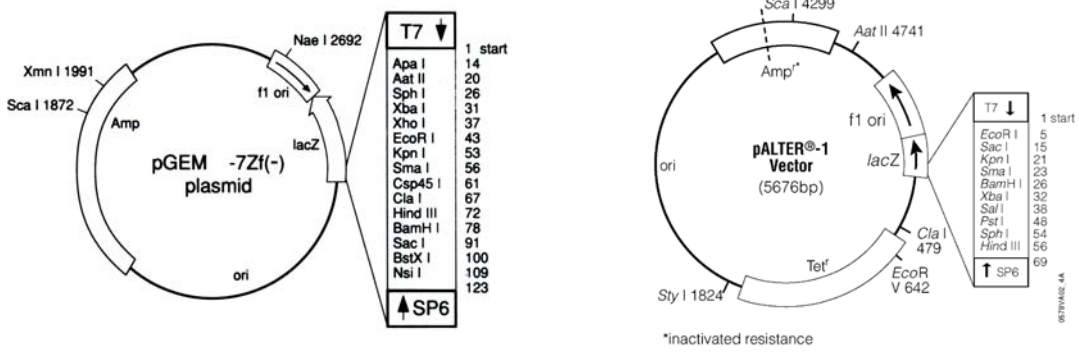 Nae I 2692
Xmn I 1991
Sca I 1872
f1 ori
Amp
lacZ
pGEM -7Zf(-)
plasmid
ori
T7
1 start
Apa I 14
Aat II 20
Sph I 26
Xba I 31
Xho I 37
EcoR I 43
Kpn I 53
Sma I 56
Csp45 I 61
Cla I 67
Hind III 72
BamH I 78
Sac I 91
BstX I 100
Nsi I 109
123
SP6
Sca I 4299
Aat II 4741
Ampr*
f1 ori
lacZ
pALTER®-1
Vector
(5676bp)
ori
Cla I
479
Tetr
EcoR
V 642
Sty I 1824
*inactivated resistance
T7
1 start
EcoR I 5
Sac I 15
Kpn I 21
Sma I 23
BamH I 26
Xba I 32
Sal I 38
Pst I 48
Sph I 54
Hind III 56
69
SP6
0578VA02_4A